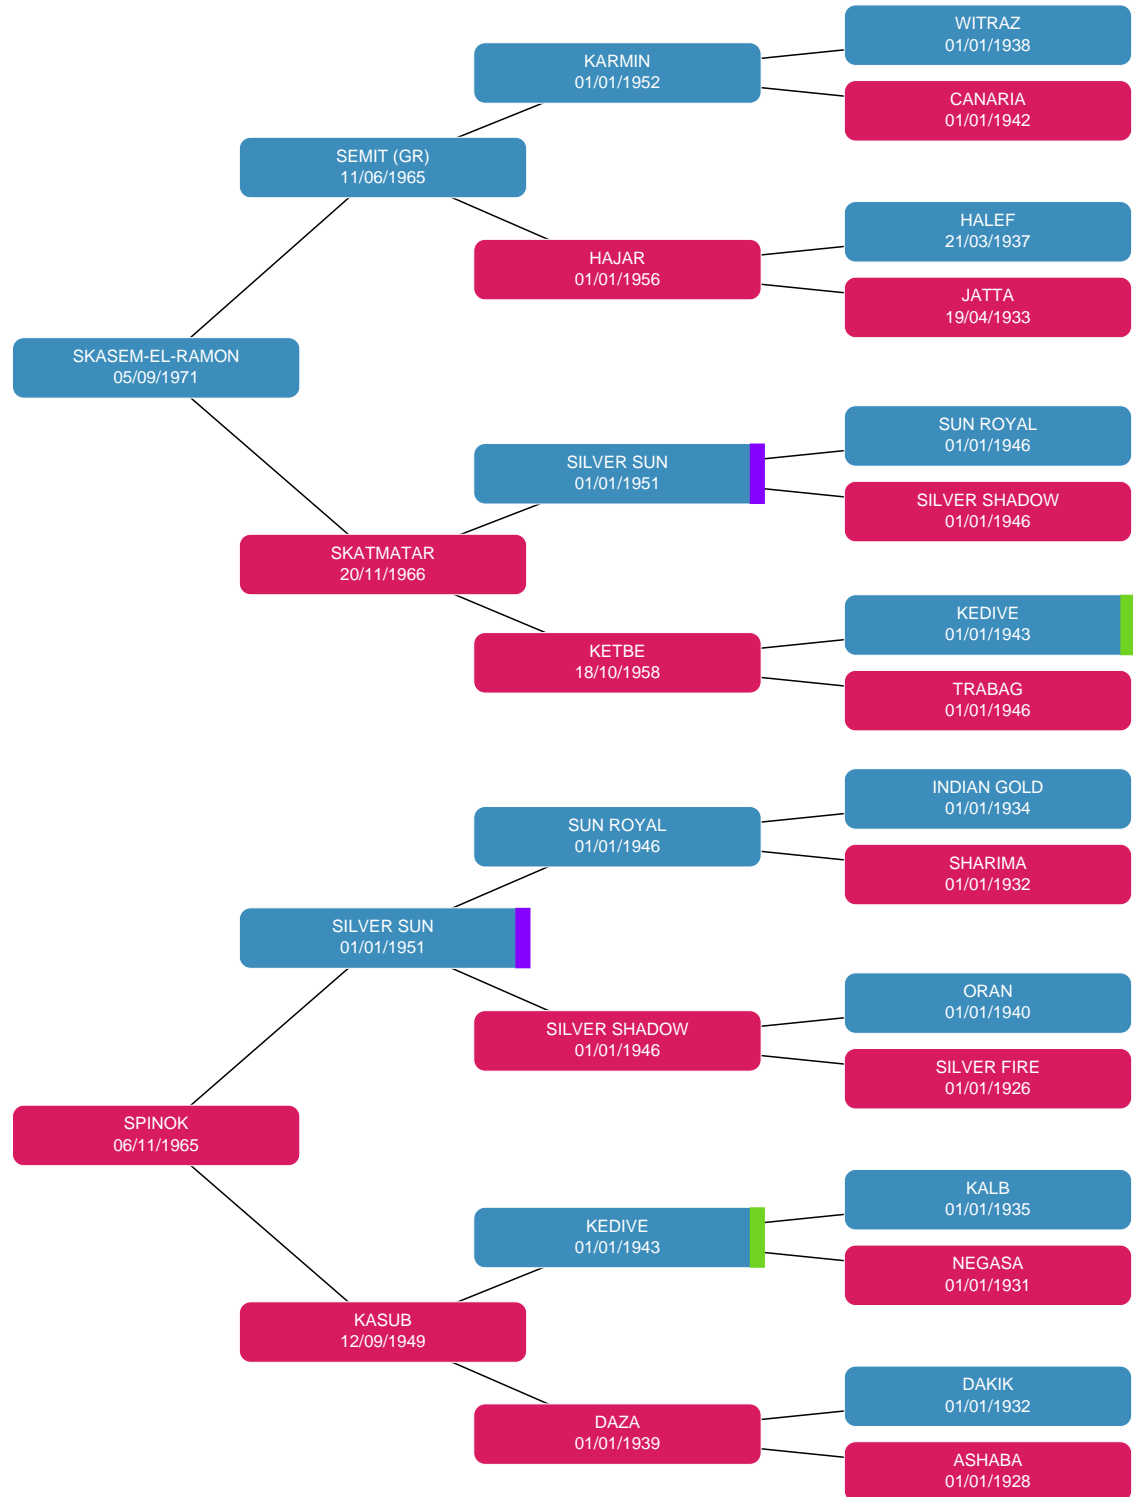 WITRAZ
01/01/1938
KARMIN
01/01/1952
CANARIA
01/01/1942
SEMIT (GR)
11/06/1965
HALEF
21/03/1937
HAJAR
01/01/1956
JATTA
19/04/1933
SKASEM-EL-RAMON
05/09/1971
SUN ROYAL
01/01/1946
SILVER SUN
01/01/1951
SILVER SHADOW
01/01/1946
SKATMATAR
20/11/1966
KEDIVE
01/01/1943
KETBE
18/10/1958
TRABAG
01/01/1946
INDIAN GOLD
01/01/1934
SUN ROYAL
01/01/1946
SHARIMA
01/01/1932
SILVER SUN
01/01/1951
ORAN
01/01/1940
SILVER SHADOW
01/01/1946
SILVER FIRE
01/01/1926
SPINOK
06/11/1965
KALB
01/01/1935
KEDIVE
01/01/1943
NEGASA
01/01/1931
KASUB
12/09/1949
DAKIK
01/01/1932
DAZA
01/01/1939
ASHABA
01/01/1928